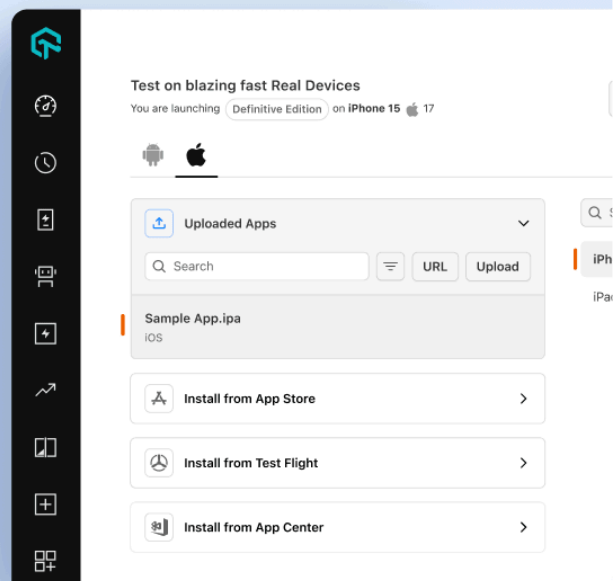 Test on blazing fast Real Devices
You are launching Definitive Edition on iPhone 15 17
Uploaded Apps
Search
URL
Upload
Sample App.ipa
iOS
Install from App Store
Install from Test Flight
Install from App Center